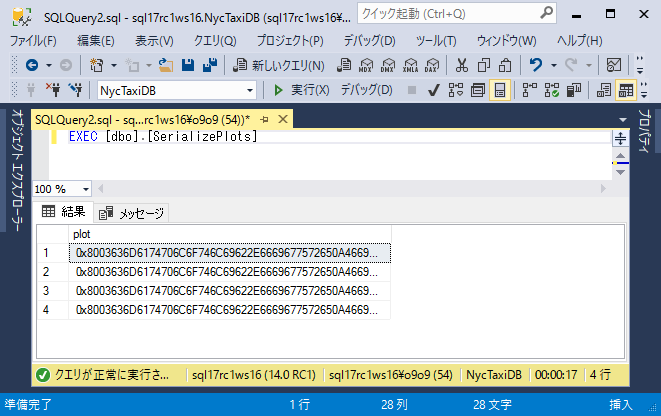 SQLQuery2.sql - sql17rc1ws16.NycTaxiDB (sql17rc1ws16¥...
クイック起動 (Ctrl+Q)
ファイル(F) 編集(E) 表示(V) クエリ(Q) プロジェクト(P) デバッグ(D) ツール(T) ウィンドウ(W) ヘルプ(H)
新しいクエリ(N) MDX DMX XMLA DAX
NycTaxiDB 実行(X) デバッグ(D)
オブジェクト エクスプローラー
SQLQuery2.sql - sq...rc1ws16¥o9o9 (54))*
プロパティ
EXEC [dbo].[SerializePlots]
100 %
結果 メッセージ
plot
1 0x8003636D6174706C6F746C69622E6669677572650A4669...
2 0x8003636D6174706C6F746C69622E6669677572650A4669...
3 0x8003636D6174706C6F746C69622E6669677572650A4669...
4 0x8003636D6174706C6F746C69622E6669677572650A4669...
クエリが正常に実行さ... sql17rc1ws16 (14.0 RC1) sql17rc1ws16¥o9o9 (54) NycTaxiDB 00:00:17 4 行
準備完了 1 行 28 列 28 文字 挿入